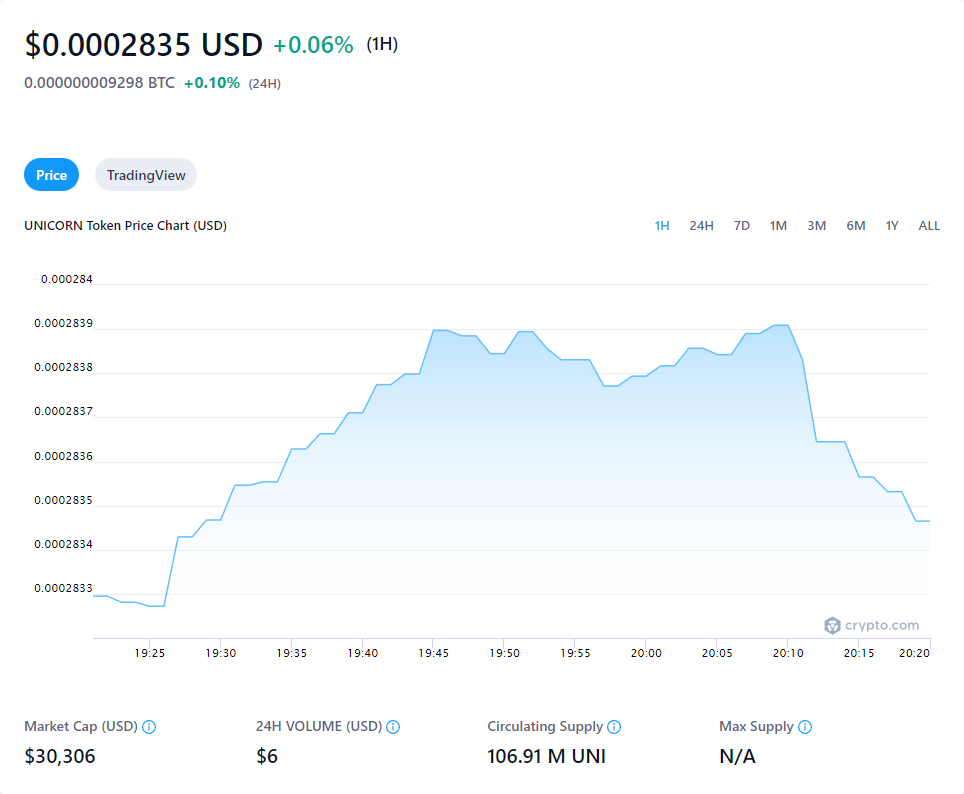 $0.0002835 USD +0.06% (1H)
0.000000009298 BTC +0.10% (24H)
Price TradingView
UNICORN Token Price Chart (USD) 1H 24H 7D 1M 3M 6M 1Y ALL
0.000284
0.0002839
0.0002838
0.0002837
0.0002836
0.0002835
0.0002834
0.0002833
crypto.com
19:25 19:30 19:35 19:40 19:45 19:50 19:55 20:00 20:05 20:10 20:15 20:20
Market Cap (USD) 24H VOLUME (USD) Circulating Supply Max Supply
$30,306 $6 106.91 M UNI N/A